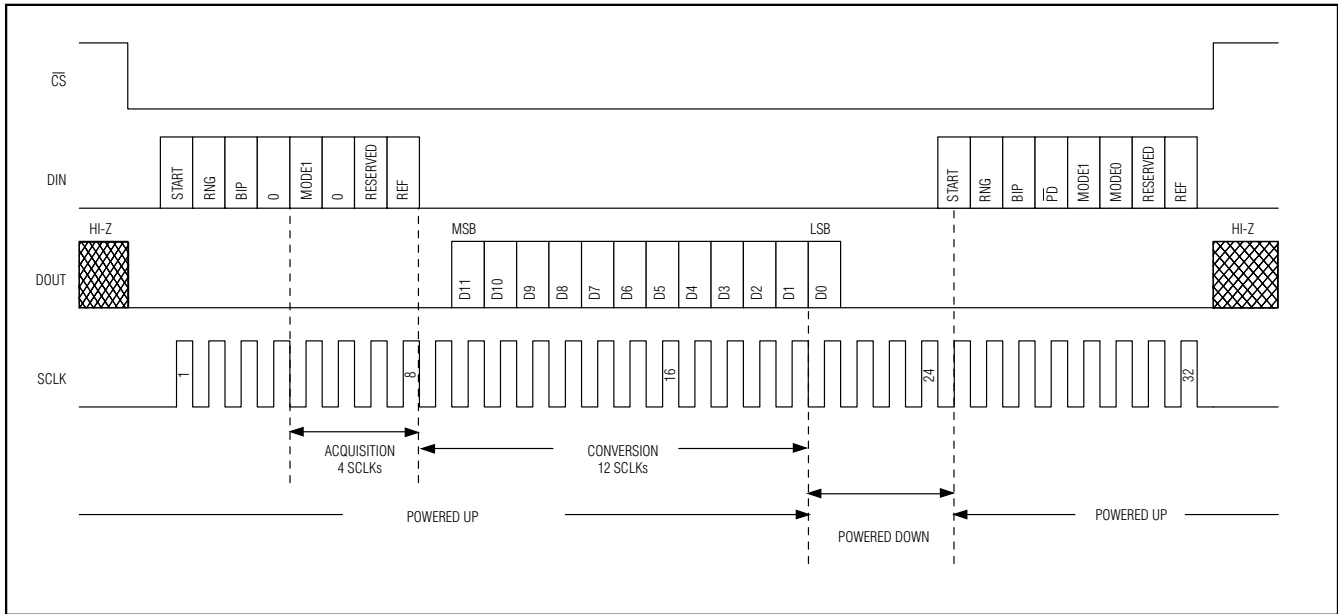 CS
DIN
START
RNG
BIP
0
MODE1
0
RESERVED
REF
START
RNG
BIP
PD
MODE1
MODE0
RESERVED
REF
HI-Z
MSB
LSB
HI-Z
DOUT
D11
D10
D9
D8
D7
D6
D5
D4
D3
D2
D1
D0
SCLK
1
8
16
24
32
ACQUISITION
4 SCLKs
CONVERSION
12 SCLKs
POWERED UP
POWERED DOWN
POWERED UP